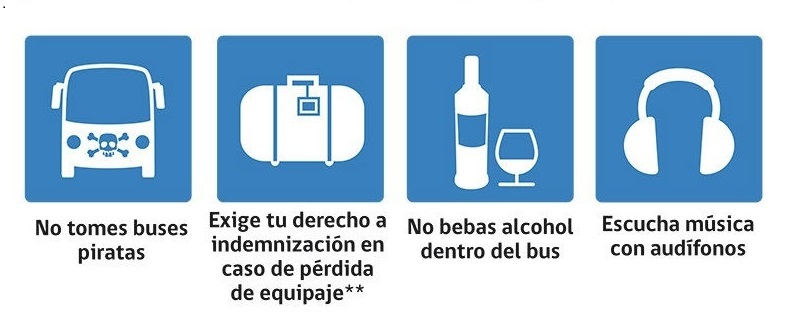 No tomes buses
piratas
Exige tu derecho a
indemnización en
caso de pérdida
de equipaje**
No bebas alcohol
dentro del bus
Escucha música
con audífonos